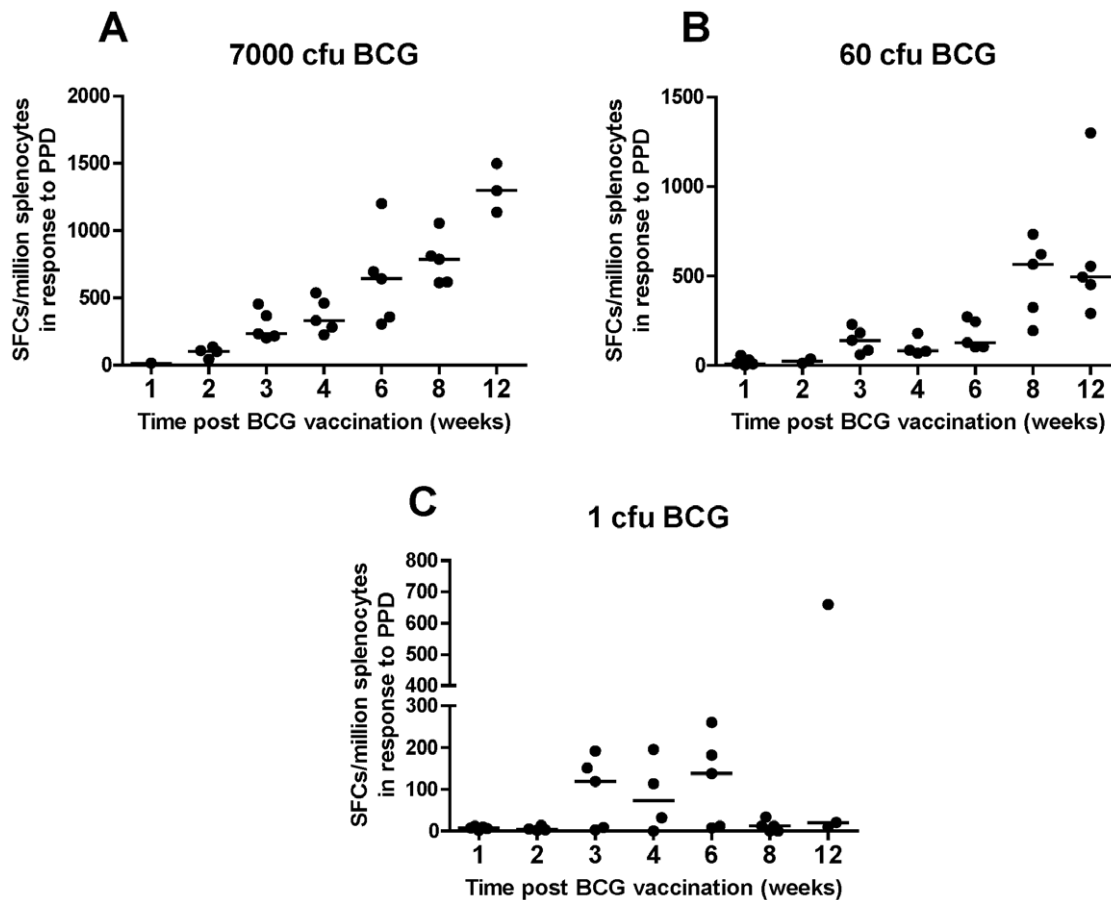 A
7000 cfu BCG
SFCs/million splenocytes
in response to PPD
2000
1500
1000
500
0
1 2 3 4 6 8 12
Time post BCG vaccination (weeks)
B
60 cfu BCG
SFCs/million splenocytes
in response to PPD
1500
1000
500
0
1 2 3 4 6 8 12
Time post BCG vaccination (weeks)
C
1 cfu BCG
SFCs/million splenocytes
in response to PPD
800
700
600
500
400
300
200
100
0
1 2 3 4 6 8 12
Time post BCG vaccination (weeks)